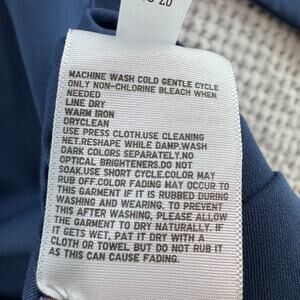 20
MACHINE WASH COLD GENTLE CYCLE
ONLY NON-CHLORINE BLEACH WHEN
NEEDED
LINE DRY
WARM IRON
DRYCLEAN
USE PRESS CLOTH.USE CLEANING
NET.RESHAPE WHILE DAMP.WASH
DARK COLORS SEPARATELY.NO
OPTICAL BRIGHTENERS.DO NOT
SOAK.USE SHORT CYCLE.COLOR MAY
RUB OFF.COLOR FADING MAY OCCUR TO
THIS GARMENT IF IT IS RUBBED DURING
WASHING AND WEARING. TO PREVENT
THIS AFTER WASHING, PLEASE ALLOW
THE GARMENT TO DRY NATURALLY. IF
IT GETS WET, PAT IT DRY WITH A
CLOTH OR TOWEL BUT DO NOT RUB IT
AS THIS CAN CAUSE FADING.